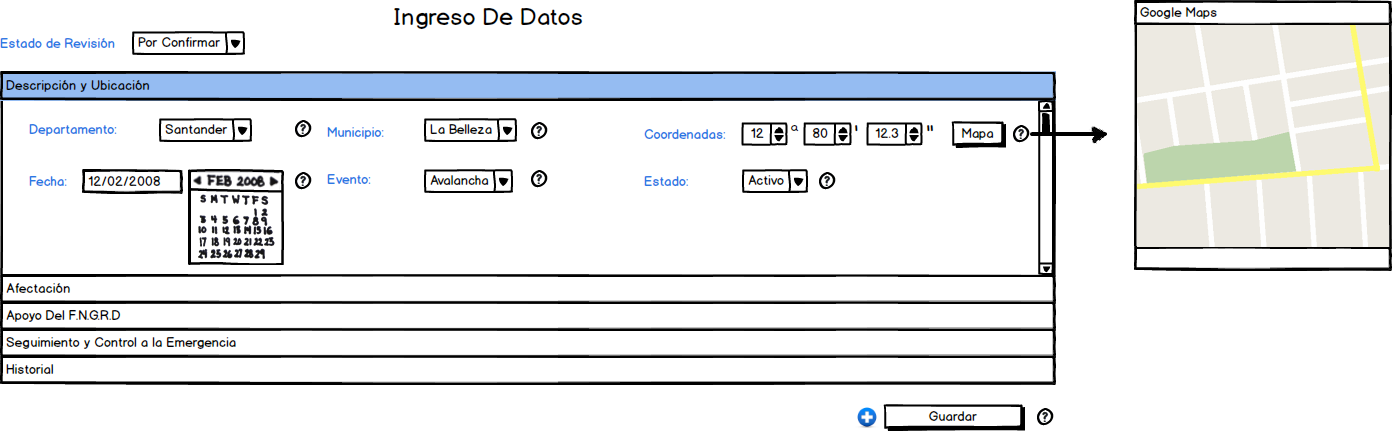 Ingreso De Datos
Estado de Revisión Por Confirmar
Descripción y Ubicación
Departamento: Santander ? Municipio: La Belleza ? Coordenadas: 12 º 80 ' 12.3 " Mapa ?
Fecha: 12/02/2008 FEB 2008 ? Evento: Avalancha ? Estado: Activo ?
S M T W T F S
1 2
3 4 5 6 7 8 9
10 11 12 13 14 15 16
17 18 19 20 21 22 23
24 25 26 27 28 29
Afectación
Apoyo Del F.N.G.R.D
Seguimiento y Control a la Emergencia
Historial
Guardar ?
Google Maps